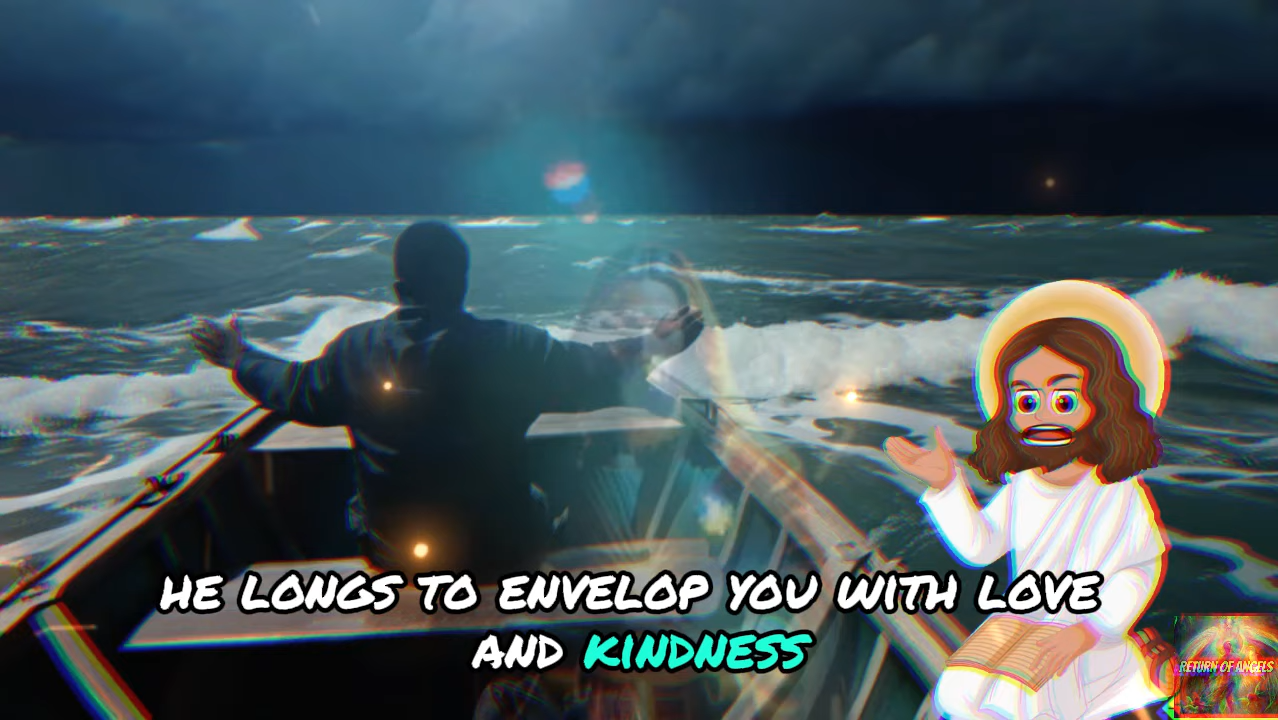 HE LONGS TO ENVELOP YOU WITH LOVE
AND KINDNESS
RETURN OF ANGELS